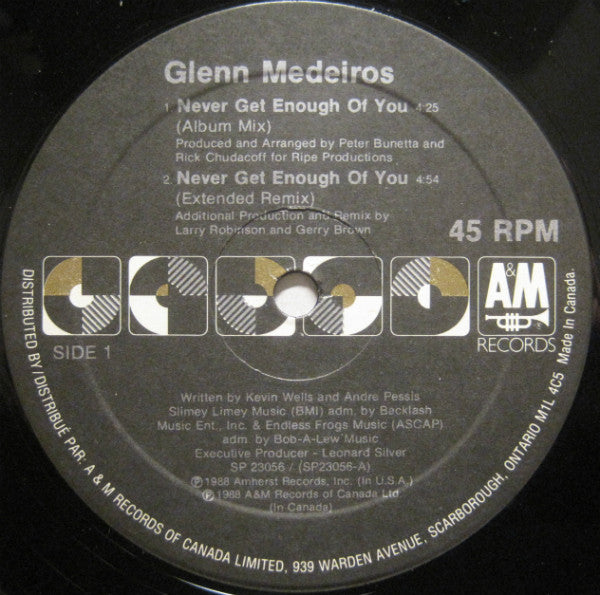 Glenn Medeiros
1. Never Get Enough Of You 4:25
(Album Mix)
Produced and Arranged by Peter Bunetta and
Rick Chudacoff for Ripe Productions
2. Never Get Enough Of You 4:54
(Extended Remix)
Additional Production and Remix by
Larry Robinson and Gerry Brown
45 RPM
A&M
RECORDS
SIDE 1
Written by Kevin Wells and Andre Pessis
Slimey Limey Music (BMI) adm. by Backlash
Music Ent., Inc. & Endless Frogs Music (ASCAP)
adm. by Bob-A-Lew Music
Executive Producer - Leonard Silver
SP 23056 / (SP23056-A)
℗1988 Amherst Records, Inc. (In U.S.A.)
℗1988 A&M Records of Canada Ltd.
(In Canada)
DISTRIBUTED BY/DISTRIBUÉ PAR: A & M RECORDS OF CANADA LIMITED, 939 WARDEN AVENUE, SCARBOROUGH, ONTARIO M1L 4C5 Made In Canada.